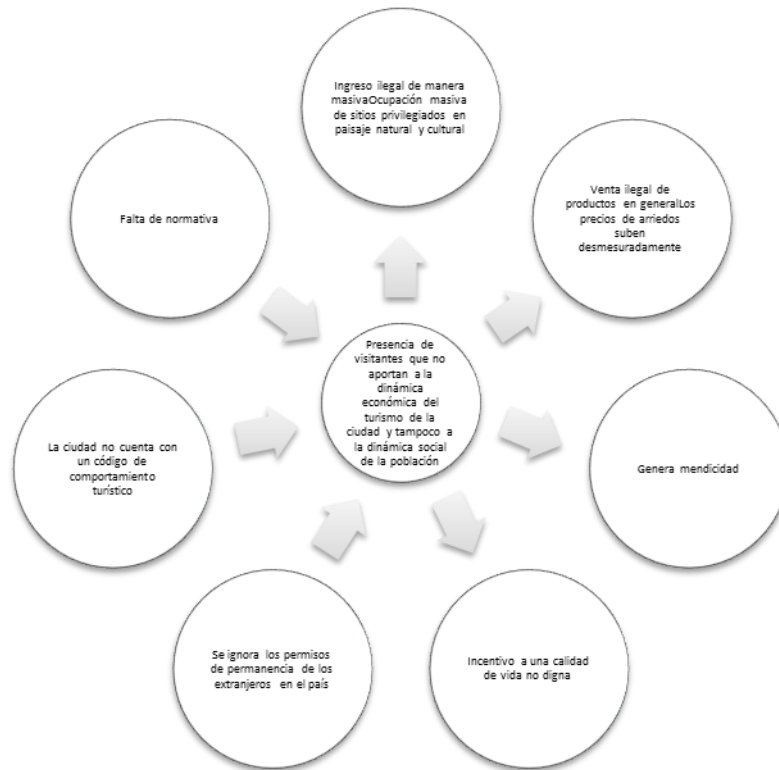 Ingreso ilegal de manera
masivaOcupación masiva
de sitios privilegiados en
paisaje natural y cultural
Falta de normativa
Venta ilegal de
productos en generalLos
precios de arriedos
suben
desmesuradamente
Presencia de
visitantes que no
aportan a la
dinámica
económica del
turismo de la
ciudad y tampoco a
la dinámica social
de la población
La ciudad no cuenta con
un código de
comportamiento
turístico
Genera mendicidad
Se ignora los permisos
de permanencia de los
extranjeros en el país
Incentivo a una calidad
de vida no digna